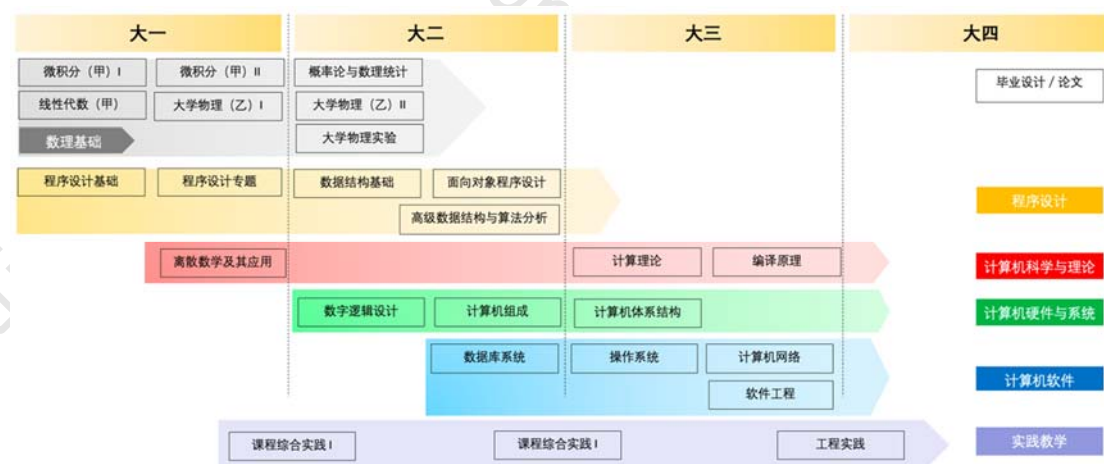 大一 大二 大三 大四
微积分（甲）I 微积分（甲）II 概率论与数理统计
毕业设计 / 论文
线性代数（甲） 大学物理（乙）I 大学物理（乙）II
数理基础 大学物理实验
程序设计基础 程序设计专题 数据结构基础 面向对象程序设计
程序设计
高级数据结构与算法分析
离散数学及其应用 计算理论 编译原理 计算机科学与理论
数字逻辑设计 计算机组成 计算机体系结构 计算机硬件与系统
数据库系统 操作系统 计算机网络
计算机软件
软件工程
课程综合实践 I 课程综合实践 I 工程实践 实践教学